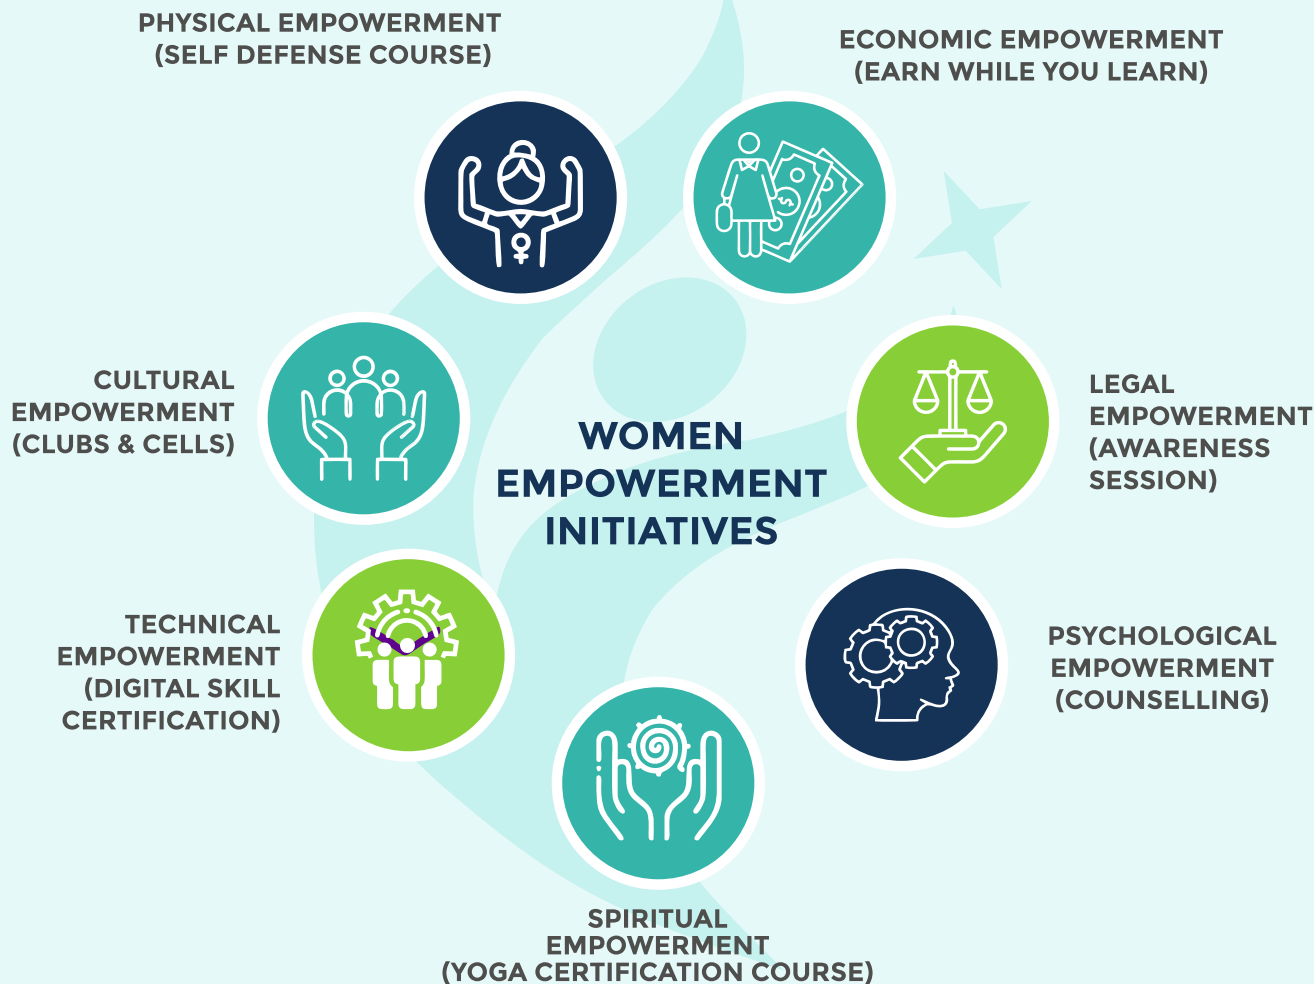 PHYSICAL EMPOWERMENT
(SELF DEFENSE COURSE)
ECONOMIC EMPOWERMENT
(EARN WHILE YOU LEARN)
CULTURAL
EMPOWERMENT
(CLUBS & CELLS)
WOMEN
EMPOWERMENT
INITIATIVES
LEGAL
EMPOWERMENT
(AWARENESS
SESSION)
TECHNICAL
EMPOWERMENT
(DIGITAL SKILL
CERTIFICATION)
PSYCHOLOGICAL
EMPOWERMENT
(COUNSELLING)
SPIRITUAL
EMPOWERMENT
(YOGA CERTIFICATION COURSE)